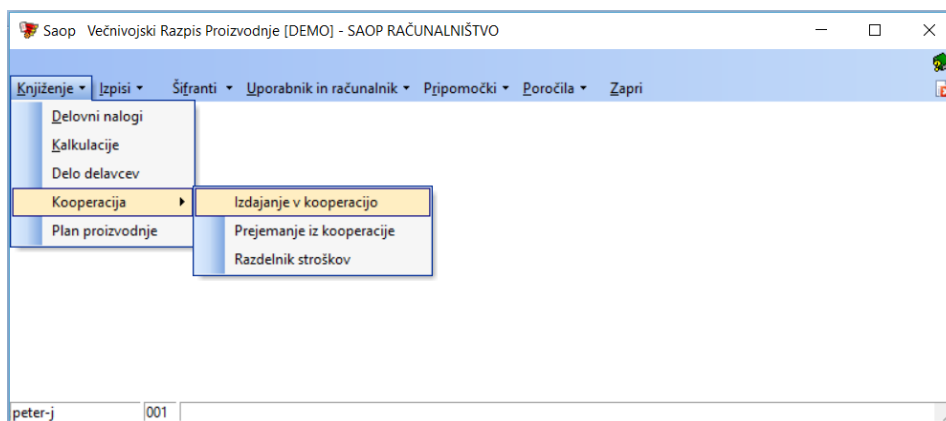 Saop Večnivojski Razpis Proizvodnje [DEMO] - SAOP RAČUNALNIŠTVO
Knjiženje Izpisi Šifranti Uporabnik in računalnik Pripomočki Poročila Zapri
Delovni nalogi
Kalkulacije
Delo delavcev
Kooperacija
Izdajanje v kooperacijo
Plan proizvodnje
Prejemanje iz kooperacije
Razdelnik stroškov
peter-j 001